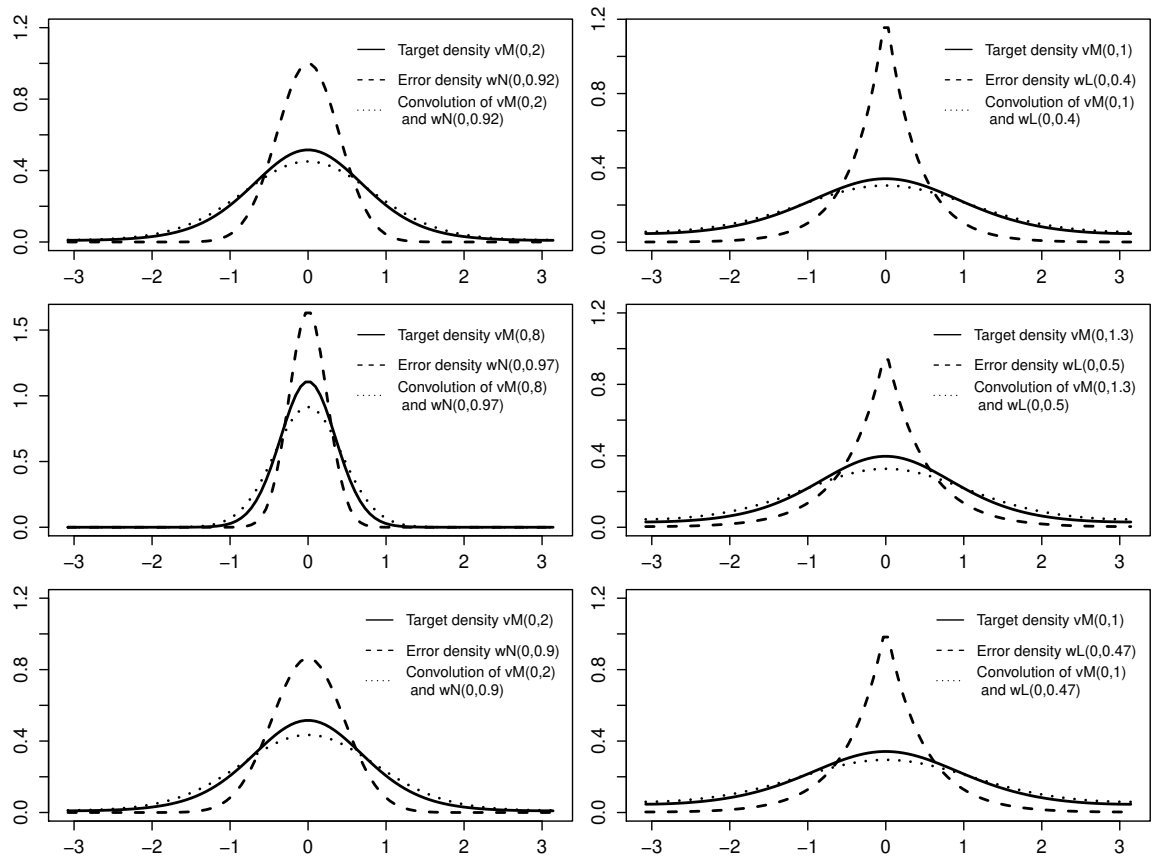 1.2
0.8
0.4
0.0
Target density vM(0,2)
Error density wN(0,0.92)
Convolution of vM(0,2)
and wN(0,0.92)
−3 −2 −1 0 1 2 3
1.2
0.8
0.4
0.0
Target density vM(0,1)
Error density wL(0,0.4)
Convolution of vM(0,1)
and wL(0,0.4)
−3 −2 −1 0 1 2 3
1.5
1.0
0.5
0.0
Target density vM(0,8)
Error density wN(0,0.97)
Convolution of vM(0,8)
and wN(0,0.97)
−3 −2 −1 0 1 2 3
1.2
0.8
0.4
0.0
Target density vM(0,1.3)
Error density wL(0,0.5)
Convolution of vM(0,1.3)
and wL(0,0.5)
−3 −2 −1 0 1 2 3
1.2
0.8
0.4
0.0
Target density vM(0,2)
Error density wN(0,0.9)
Convolution of vM(0,2)
and wN(0,0.9)
−3 −2 −1 0 1 2 3
1.2
0.8
0.4
0.0
Target density vM(0,1)
Error density wL(0,0.47)
Convolution of vM(0,1)
and wL(0,0.47)
−3 −2 −1 0 1 2 3